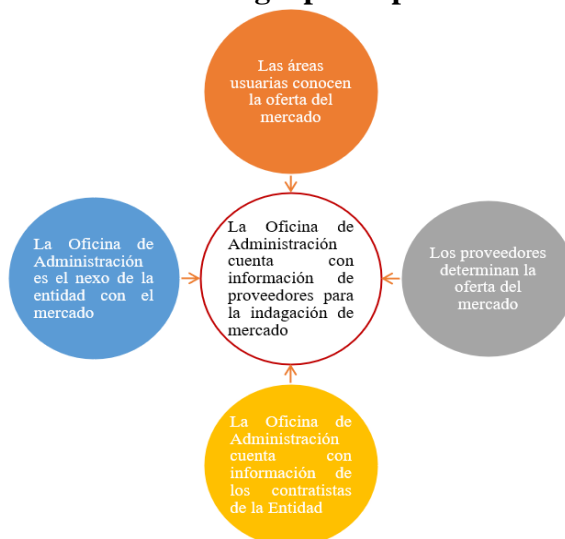 Las áreas
usuarias conocen
la oferta del
mercado
La Oficina de
Administración
es el nexo de la
entidad con el
mercado
La Oficina de
Administración
cuenta con
información de
proveedores para
la indagación de
mercado
Los proveedores
determinan la
oferta del
mercado
La Oficina de
Administración
cuenta con
información de
los contratistas
de la Entidad